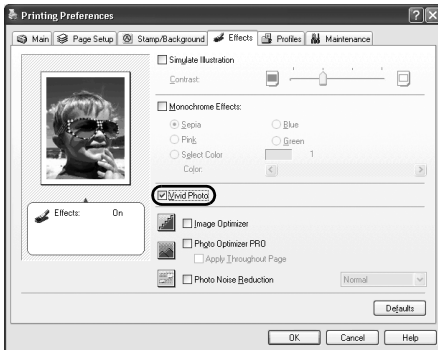 Printing Preferences
Main Page Setup Stamp/Background Effects Profiles Maintenance
Simulate Illustration
Contrast:
Monochrome Effects:
Sepia Blue
Pink Green
Select Color 1
Color:
Vivid Photo
Effects: On
Image Optimizer
Photo Optimizer PRO
Apply Throughout Page
Photo Noise Reduction Normal
Defaults
OK Cancel Help